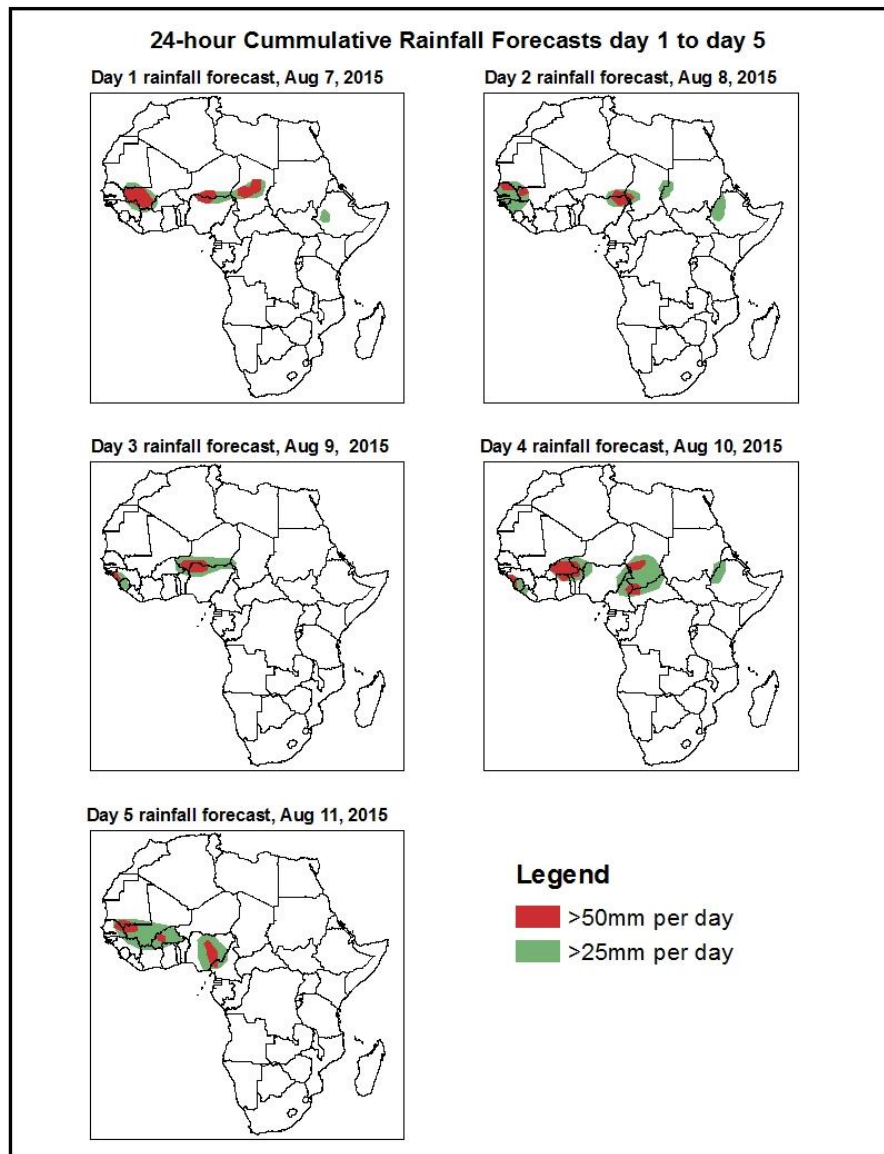 24-hour Cummulative Rainfall Forecasts day 1 to day 5
Day 1 rainfall forecast, Aug 7, 2015
Day 2 rainfall forecast, Aug 8, 2015
Day 3 rainfall forecast, Aug 9,  2015
Day 4 rainfall forecast, Aug 10, 2015
Day 5 rainfall forecast, Aug 11, 2015
Legend
>50mm per day
>25mm per day